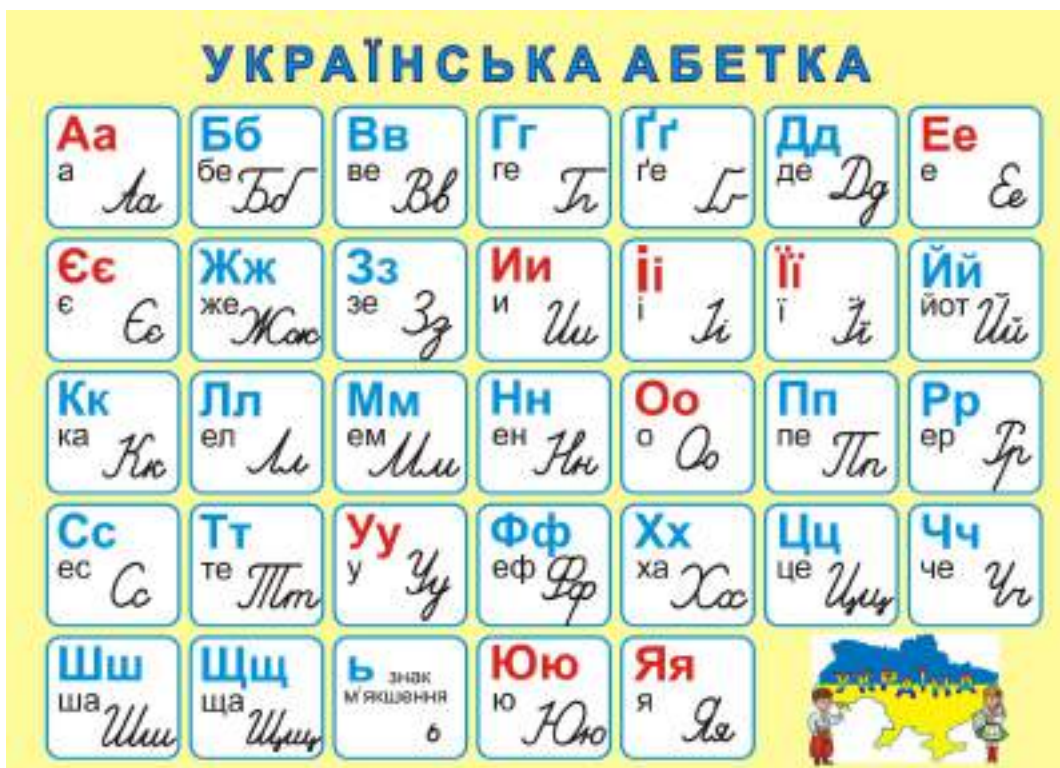 УКРАЇНСЬКА АБЕТКА
Аа Бб Вв Гг Ґґ Дд Ее
а бе ве ге ґе де е
Аа Бб Вв Гг Ґґ Дд Ее
Єє Жж Зз Ии Іі Її Йй
є же зе и і ї йот
Єє Жж Зз Ии Іі Її Йй
Кк Лл Мм Нн Оо Пп Рр
ка ел ем ен о пе ер
Кк Лл Мм Нн Оо Пп Рр
Сс Тт Уу Фф Хх Цц Чч
ес те у еф ха це че
Сс Тт Уу Фф Хх Цц Чч
Шш Щщ ь знак Юю Яя
ша ща м'якшення ю я
Шш Щщ ь Юю Яя
УКРАЇНА